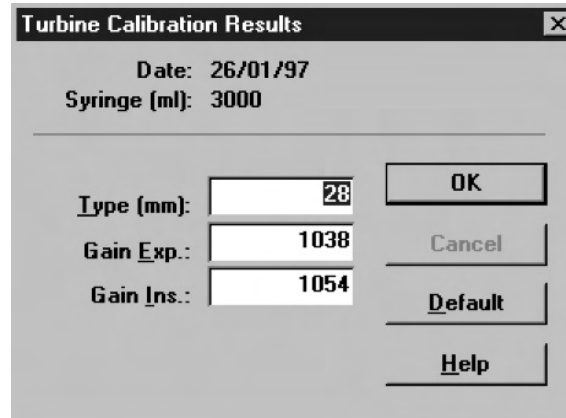 Turbine Calibration Results
Date: 26/01/97
Syringe (ml): 3000
Type (mm): 28
OK
Gain Exp.: 1038
Cancel
Gain Ins.: 1054
Default
Help